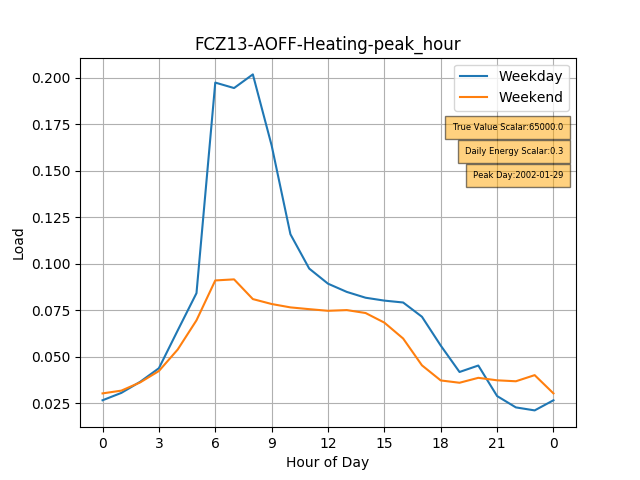 FCZ13-AOFF-Heating-peak_hour
Weekday
Weekend
True Value Scalar:65000.0
Daily Energy Scalar:0.3
Peak Day:2002-01-29
0.200
0.175
0.150
0.125
0.100
0.075
0.050
0.025
Load
0 3 6 9 12 15 18 21 0
Hour of Day